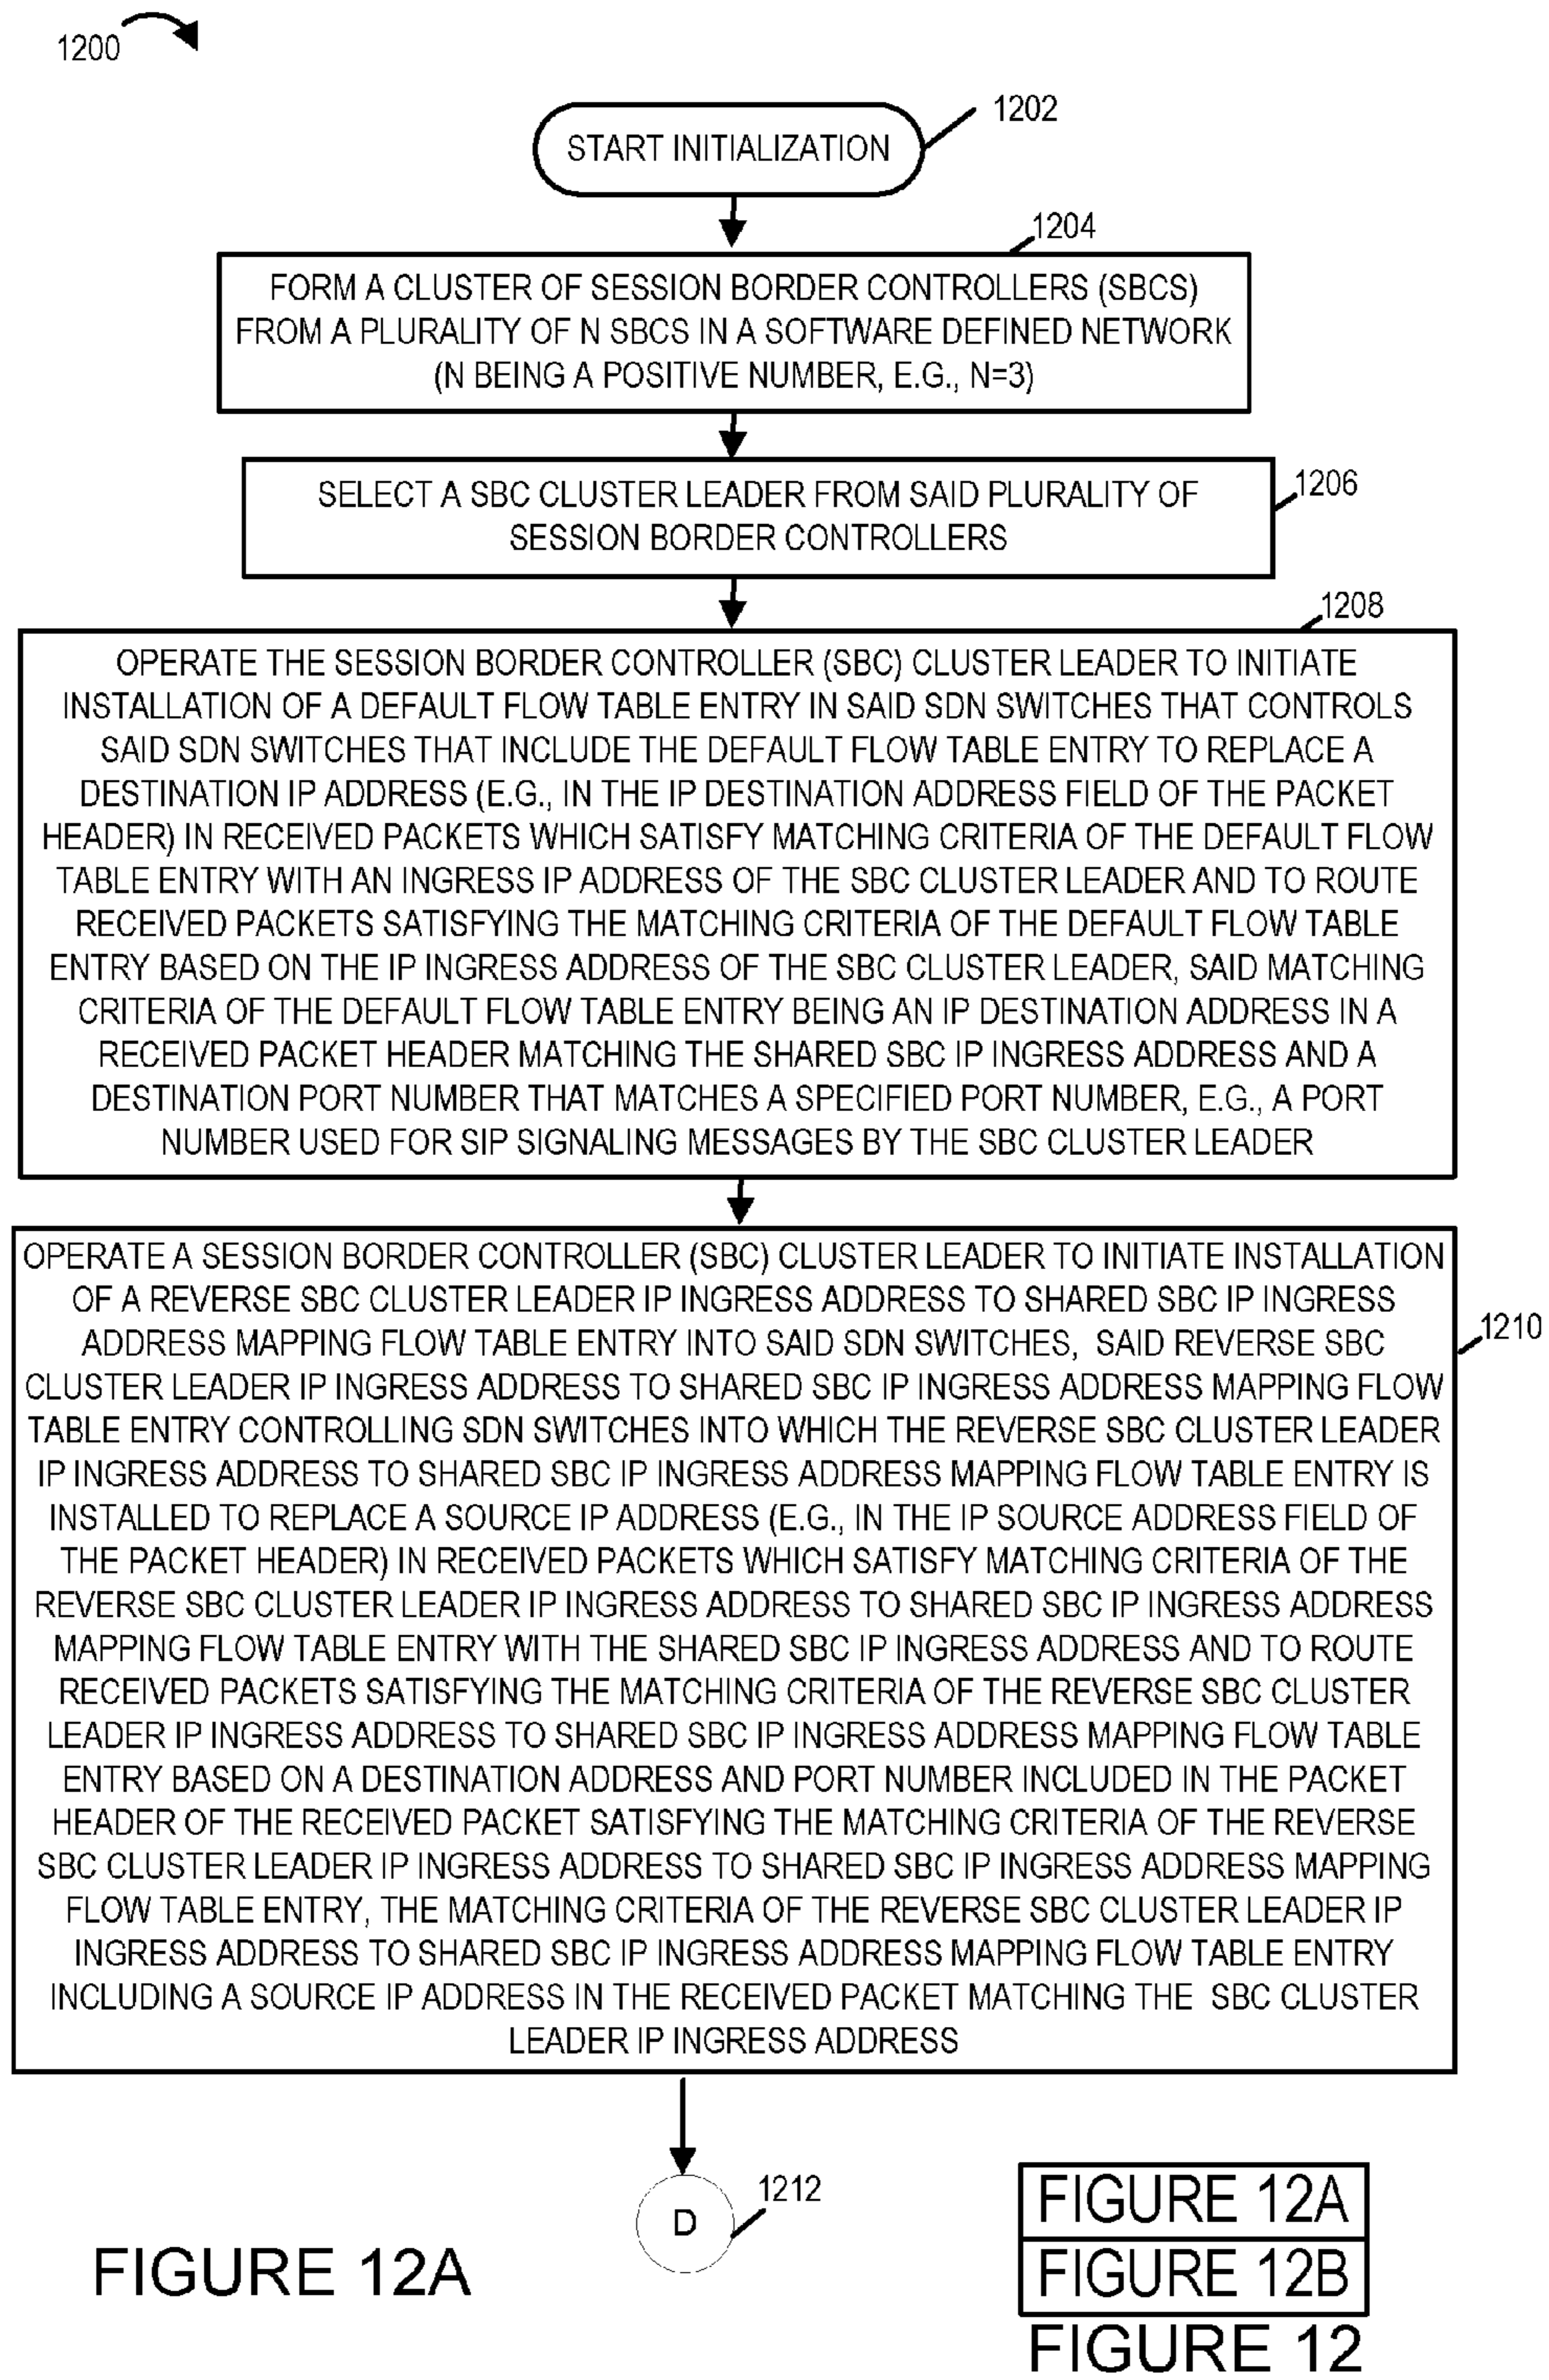 1200
1202
START INITIALIZATION
1204
FORM A CLUSTER OF SESSION BORDER CONTROLLERS (SBCS)
FROM A PLURALITY OF N SBCS IN A SOFTWARE DEFINED NETWORK
(N BEING A POSITIVE NUMBER, E.G., N=3)
1206
SELECT A SBC CLUSTER LEADER FROM SAID PLURALITY OF
SESSION BORDER CONTROLLERS
1208
OPERATE THE SESSION BORDER CONTROLLER (SBC) CLUSTER LEADER TO INITIATE
INSTALLATION OF A DEFAULT FLOW TABLE ENTRY IN SAID SDN SWITCHES THAT CONTROLS
SAID SDN SWITCHES THAT INCLUDE THE DEFAULT FLOW TABLE ENTRY TO REPLACE A
DESTINATION IP ADDRESS (E.G., IN THE IP DESTINATION ADDRESS FIELD OF THE PACKET
HEADER) IN RECEIVED PACKETS WHICH SATISFY MATCHING CRITERIA OF THE DEFAULT FLOW
TABLE ENTRY WITH AN INGRESS IP ADDRESS OF THE SBC CLUSTER LEADER AND TO ROUTE
RECEIVED PACKETS SATISFYING THE MATCHING CRITERIA OF THE DEFAULT FLOW TABLE
ENTRY BASED ON THE IP INGRESS ADDRESS OF THE SBC CLUSTER LEADER, SAID MATCHING
CRITERIA OF THE DEFAULT FLOW TABLE ENTRY BEING AN IP DESTINATION ADDRESS IN A
RECEIVED PACKET HEADER MATCHING THE SHARED SBC IP INGRESS ADDRESS AND A
DESTINATION PORT NUMBER THAT MATCHES A SPECIFIED PORT NUMBER, E.G., A PORT
NUMBER USED FOR SIP SIGNALING MESSAGES BY THE SBC CLUSTER LEADER
OPERATE A SESSION BORDER CONTROLLER (SBC) CLUSTER LEADER TO INITIATE INSTALLATION
OF A REVERSE SBC CLUSTER LEADER IP INGRESS ADDRESS TO SHARED SBC IP INGRESS
ADDRESS MAPPING FLOW TABLE ENTRY INTO SAID SDN SWITCHES, SAID REVERSE SBC
CLUSTER LEADER IP INGRESS ADDRESS TO SHARED SBC IP INGRESS ADDRESS MAPPING FLOW
TABLE ENTRY CONTROLLING SDN SWITCHES INTO WHICH THE REVERSE SBC CLUSTER LEADER
IP INGRESS ADDRESS TO SHARED SBC IP INGRESS ADDRESS MAPPING FLOW TABLE ENTRY IS
INSTALLED TO REPLACE A SOURCE IP ADDRESS (E.G., IN THE IP SOURCE ADDRESS FIELD OF
THE PACKET HEADER) IN RECEIVED PACKETS WHICH SATISFY MATCHING CRITERIA OF THE
REVERSE SBC CLUSTER LEADER IP INGRESS ADDRESS TO SHARED SBC IP INGRESS ADDRESS
MAPPING FLOW TABLE ENTRY WITH THE SHARED SBC IP INGRESS ADDRESS AND TO ROUTE
RECEIVED PACKETS SATISFYING THE MATCHING CRITERIA OF THE REVERSE SBC CLUSTER
LEADER IP INGRESS ADDRESS TO SHARED SBC IP INGRESS ADDRESS MAPPING FLOW TABLE
ENTRY BASED ON A DESTINATION ADDRESS AND PORT NUMBER INCLUDED IN THE PACKET
HEADER OF THE RECEIVED PACKET SATISFYING THE MATCHING CRITERIA OF THE REVERSE
SBC CLUSTER LEADER IP INGRESS ADDRESS TO SHARED SBC IP INGRESS ADDRESS MAPPING
FLOW TABLE ENTRY, THE MATCHING CRITERIA OF THE REVERSE SBC CLUSTER LEADER IP
INGRESS ADDRESS TO SHARED SBC IP INGRESS ADDRESS MAPPING FLOW TABLE ENTRY
INCLUDING A SOURCE IP ADDRESS IN THE RECEIVED PACKET MATCHING THE SBC CLUSTER
LEADER IP INGRESS ADDRESS
1210
D
1212
FIGURE 12A
FIGURE 12A
FIGURE 12B
FIGURE 12